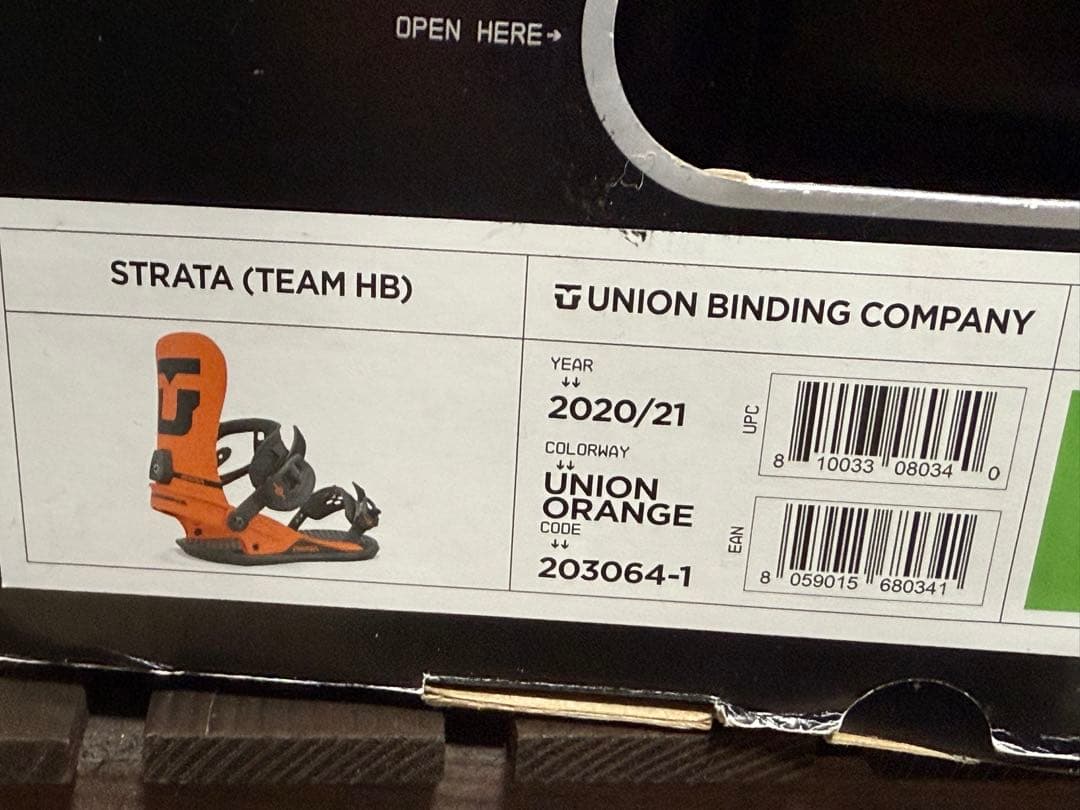 OPEN HERE→
STRATA (TEAM HB)
UNION BINDING COMPANY
YEAR
↓↓
2020/21
COLORWAY
↓↓
UNION
ORANGE
CODE
↓↓
203064-1
UPC
8 10033 08034 0
EAN
8 059015 680341